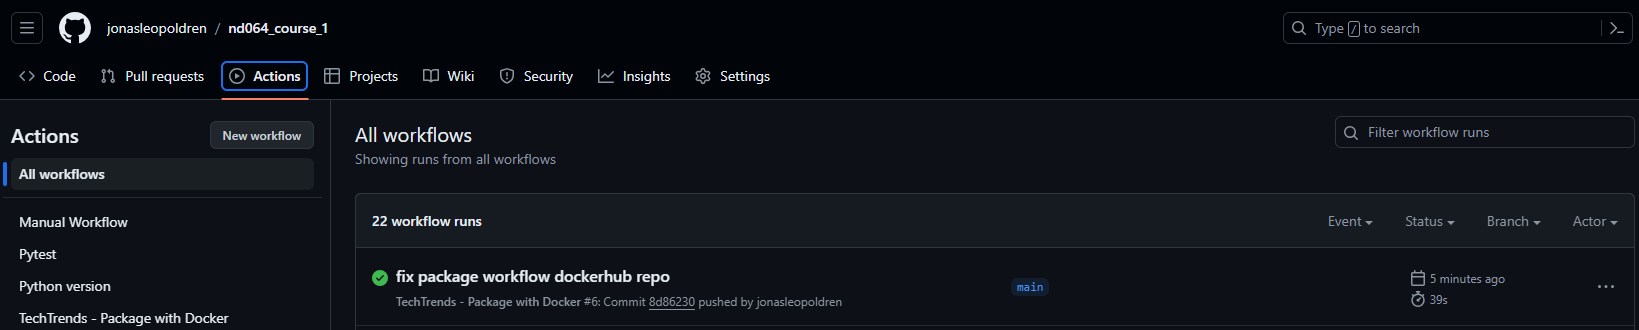 jonasleopoldren / nd064_course_1
Type / to search
Code Pull requests Actions Projects Wiki Security Insights Settings
Actions
New workflow
All workflows
Manual Workflow
Pytest
Python version
TechTrends - Package with Docker
All workflows
Showing runs from all workflows
Filter workflow runs
22 workflow runs
Event Status Branch Actor
fix package workflow dockerhub repo
TechTrends - Package with Docker #6: Commit 8d86230 pushed by jonasleopoldren
main
5 minutes ago
39s